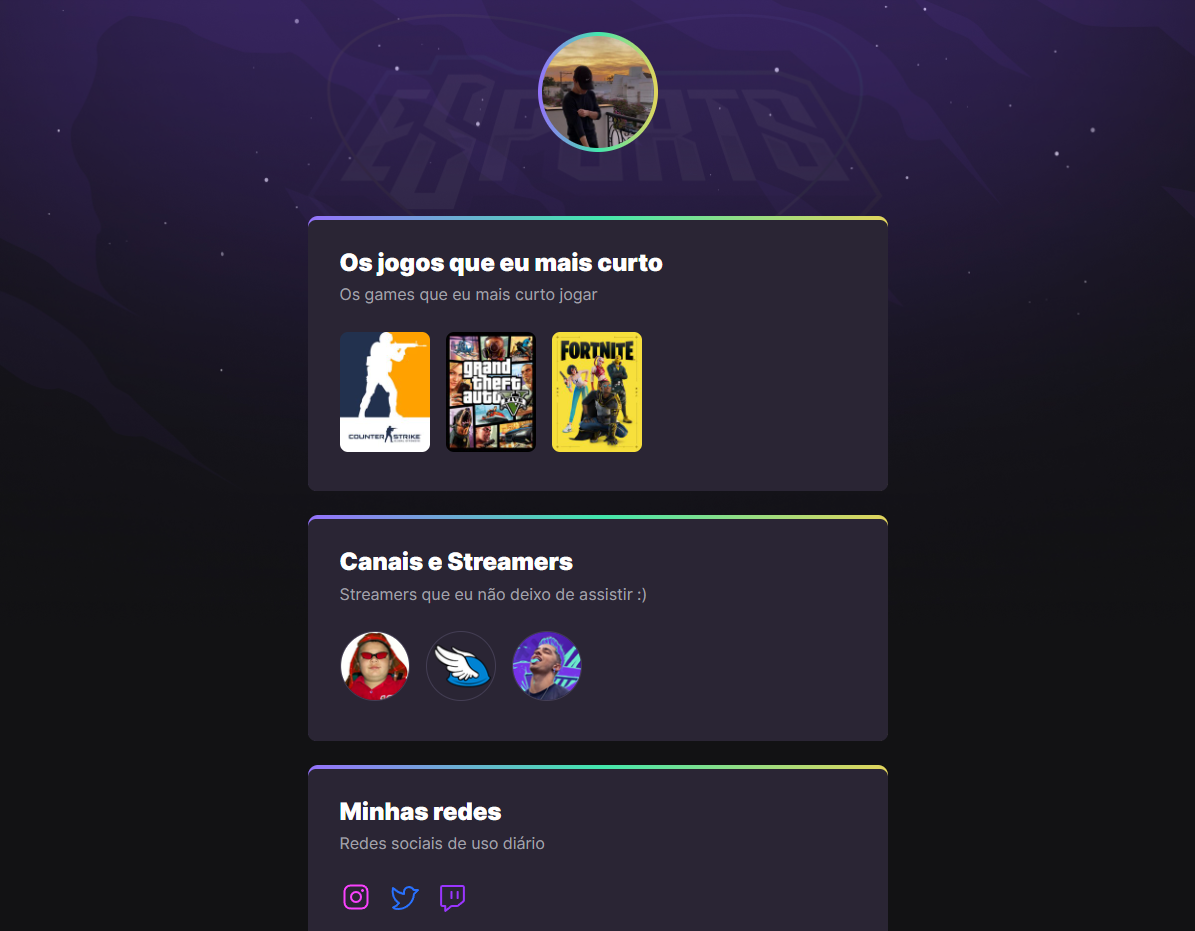 ESPORTS
Os jogos que eu mais curto
Os games que eu mais curto jogar
COUNTER STRIKE
grand
theft
auto
FIVE
FORTNITE
Canais e Streamers
Streamers que eu não deixo de assistir :)
Minhas redes
Redes sociais de uso diário